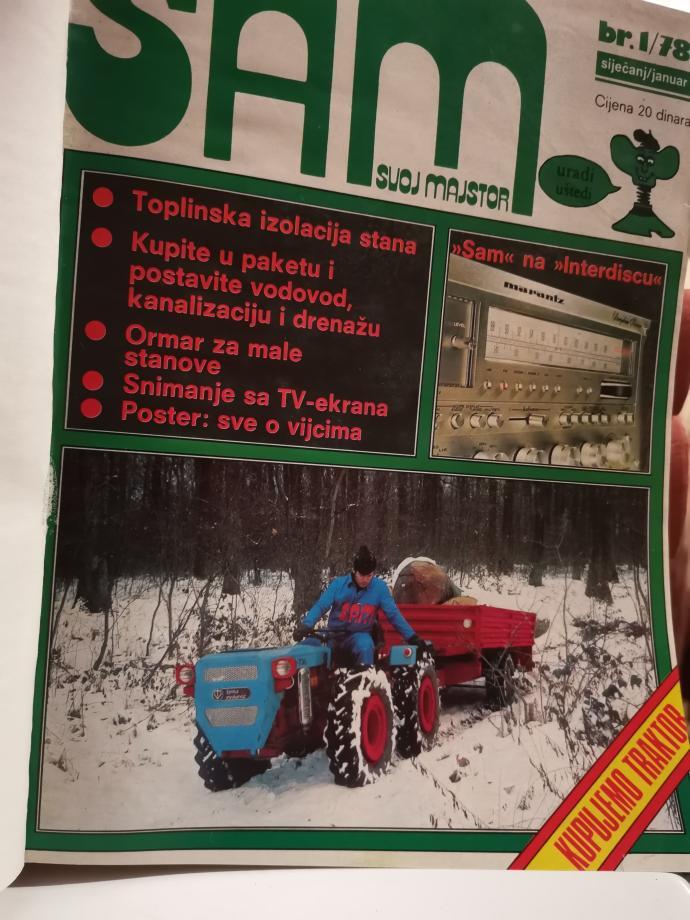 SAM
SVOJ MAJSTOR
br. 1/78
siječanj/januar
Cijena 20 dinara
uradi
uštedi
Toplinska izolacija stana
Kupite u paketu i
postavite vodovod,
kanalizaciju i drenažu
Ormar za male
stanove
Snimanje sa TV-ekrana
Poster: sve o vijcima
»Sam« na »Interdiscu«
marantz
LEVEL
SAM
KUPUJEMO TRAKTOR